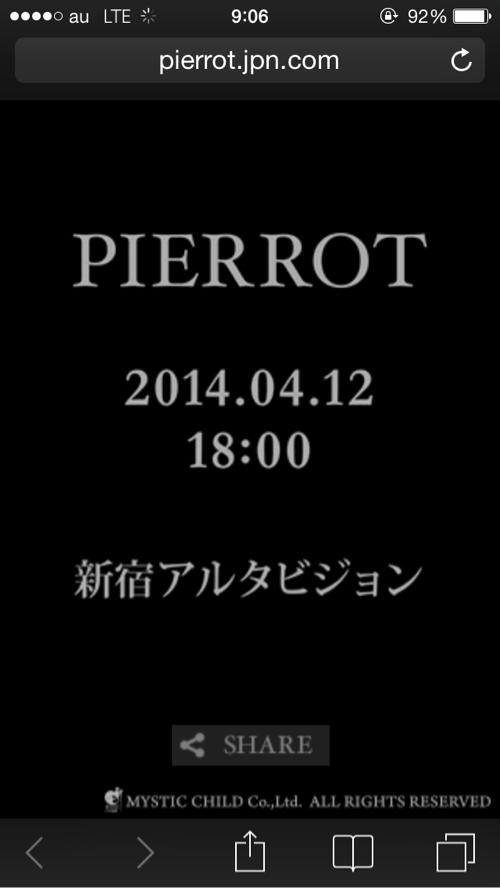 au LTE 9:06 92%
pierrot.jpn.com
PIERROT
2014.04.12
18:00
新宿アルタビジョン
SHARE
MYSTIC CHILD Co.,Ltd. ALL RIGHTS RESERVED